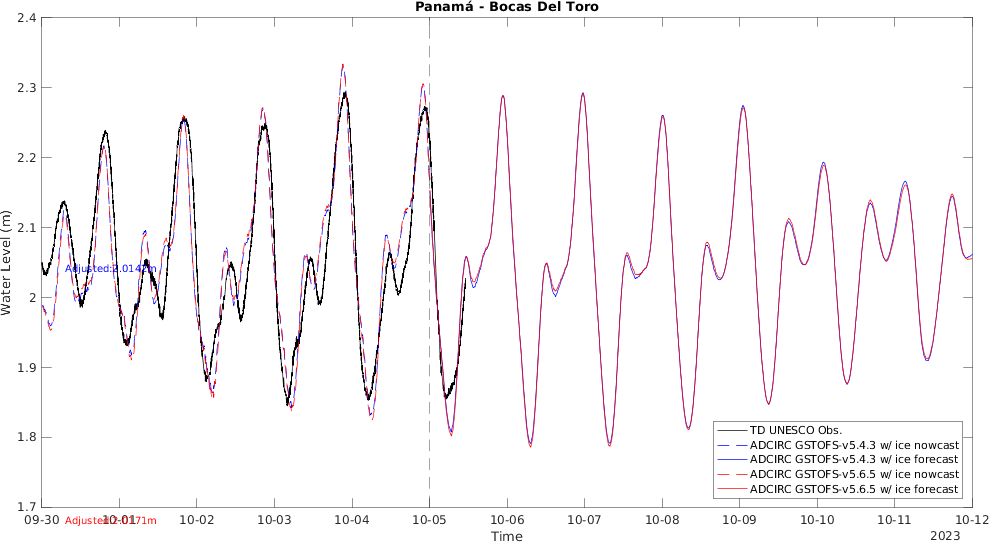 Panamá - Bocas Del Toro
2.4
2.3
2.2
2.1
2
1.9
1.8
1.7
Water Level (m)
TD UNESCO Obs.
ADCIRC GSTOFS-v5.4.3 w/ ice nowcast
ADCIRC GSTOFS-v5.4.3 w/ ice forecast
ADCIRC GSTOFS-v5.6.5 w/ ice nowcast
ADCIRC GSTOFS-v5.6.5 w/ ice forecast
09-30 10-01 10-02 10-03 10-04 10-05 10-06 10-07 10-08 10-09 10-10 10-11 10-12
Time
2023